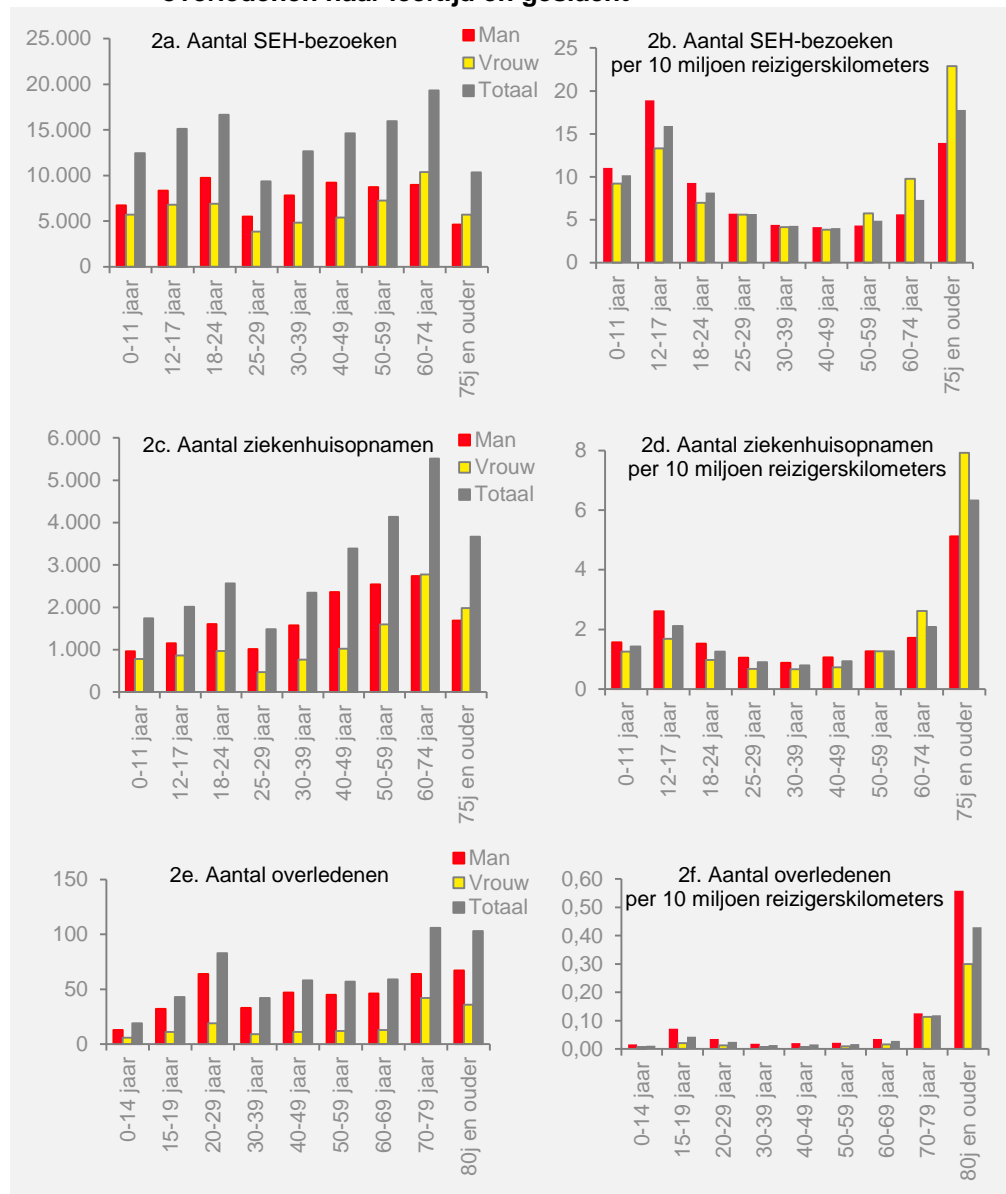 overledenen naar leeftijd en geslacht
2a. Aantal SEH-bezoeken
Man
Vrouw
Totaal
25.000
20.000
15.000
10.000
5.000
0
0-11 jaar
12-17 jaar
18-24 jaar
25-29 jaar
30-39 jaar
40-49 jaar
50-59 jaar
60-74 jaar
75j en ouder
2b. Aantal SEH-bezoeken
per 10 miljoen reizigerskilometers
25
20
15
10
5
0
0-11 jaar
12-17 jaar
18-24 jaar
25-29 jaar
30-39 jaar
40-49 jaar
50-59 jaar
60-74 jaar
75j en ouder
2c. Aantal ziekenhuisopnamen
Man
Vrouw
Totaal
6.000
5.000
4.000
3.000
2.000
1.000
0
0-11 jaar
12-17 jaar
18-24 jaar
25-29 jaar
30-39 jaar
40-49 jaar
50-59 jaar
60-74 jaar
75j en ouder
2d. Aantal ziekenhuisopnamen
per 10 miljoen reizigerskilometers
8
6
4
2
0
0-11 jaar
12-17 jaar
18-24 jaar
25-29 jaar
30-39 jaar
40-49 jaar
50-59 jaar
60-74 jaar
75j en ouder
2e. Aantal overledenen
Man
Vrouw
Totaal
150
100
50
0
0-14 jaar
15-19 jaar
20-29 jaar
30-39 jaar
40-49 jaar
50-59 jaar
60-69 jaar
70-79 jaar
80j en ouder
2f. Aantal overledenen
per 10 miljoen reizigerskilometers
0,60
0,50
0,40
0,30
0,20
0,10
0,00
0-14 jaar
15-19 jaar
20-29 jaar
30-39 jaar
40-49 jaar
50-59 jaar
60-69 jaar
70-79 jaar
80j en ouder